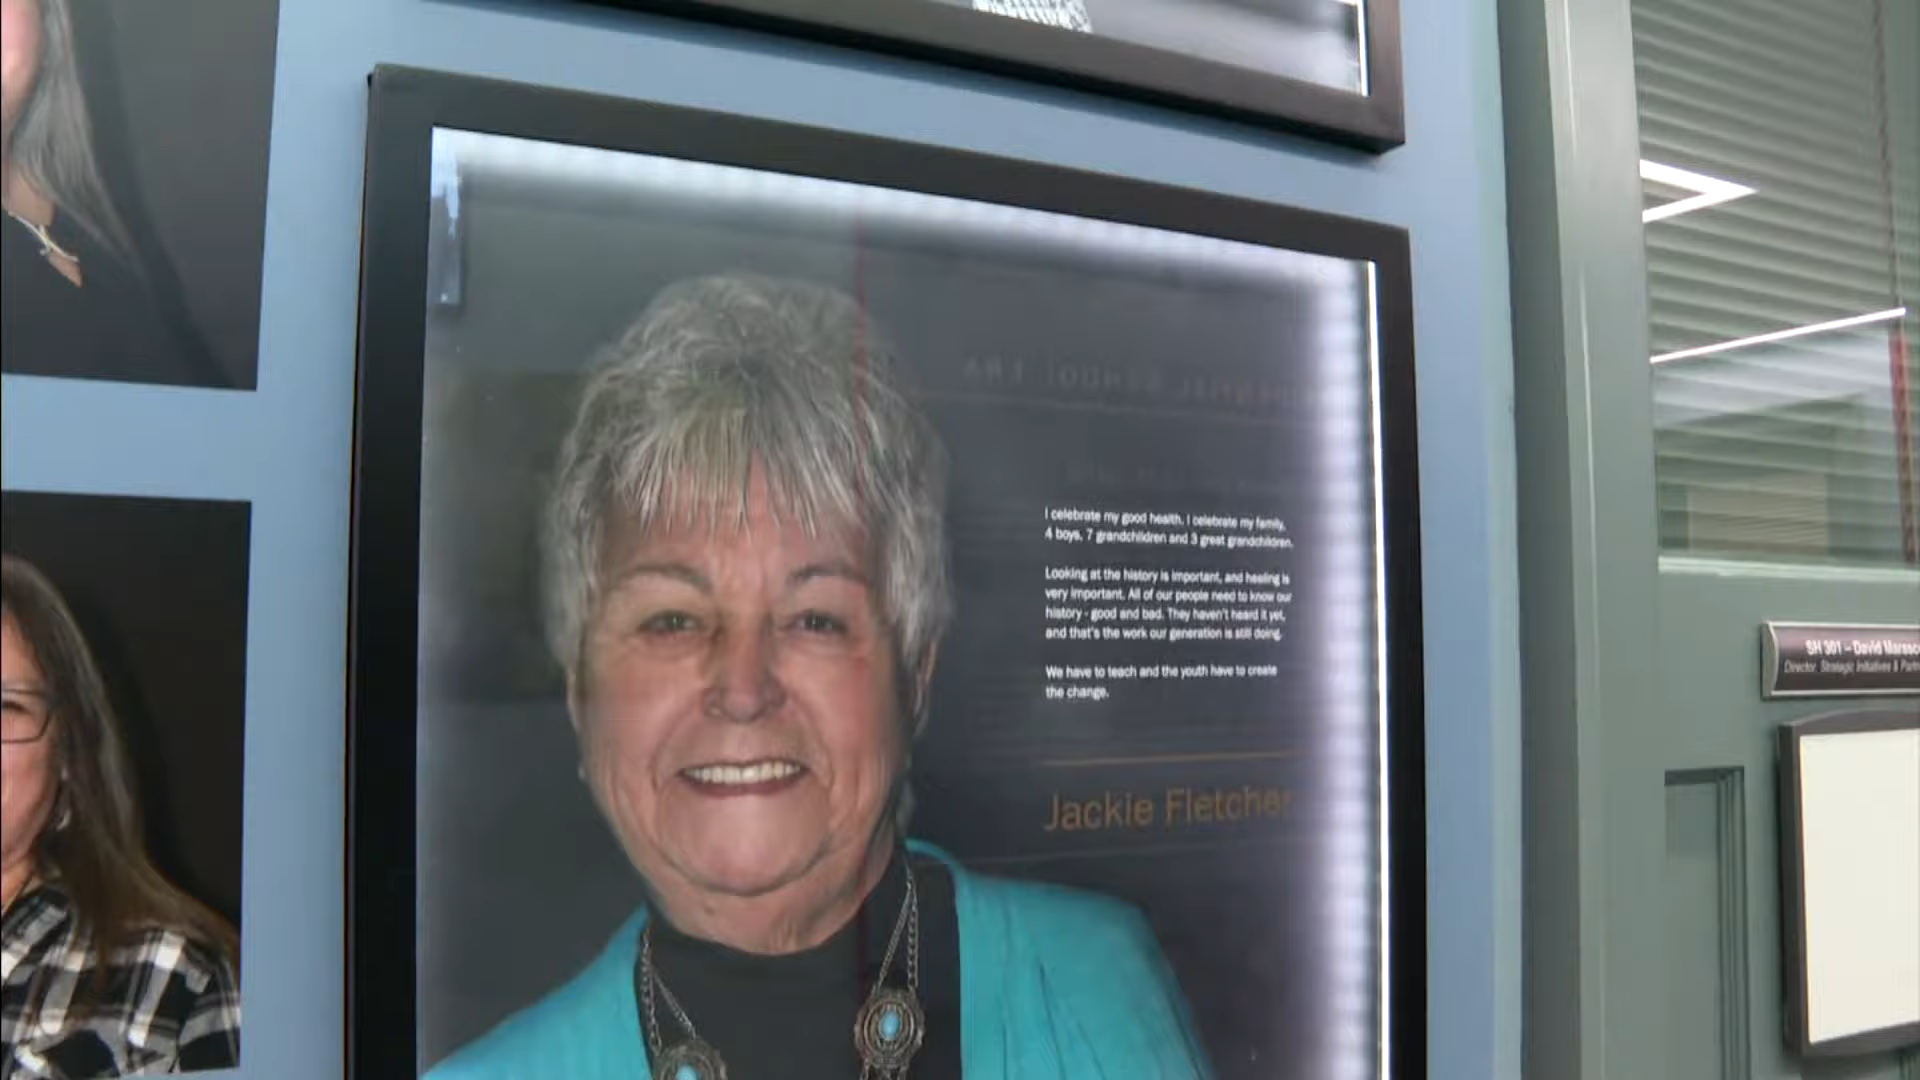 I celebrate my good health. I celebrate my family,
4 boys, 7 grandchildren and 3 great grandchildren.
Looking at the history is important, and healing is
very important. All of our people need to know our
history - good and bad. They haven't heard it yet,
and that's the work our generation is still doing.
We have to teach and the youth have to create
the change.
Jackie Fletcher
SH 301 – David
Director, Strategic Initiatives &